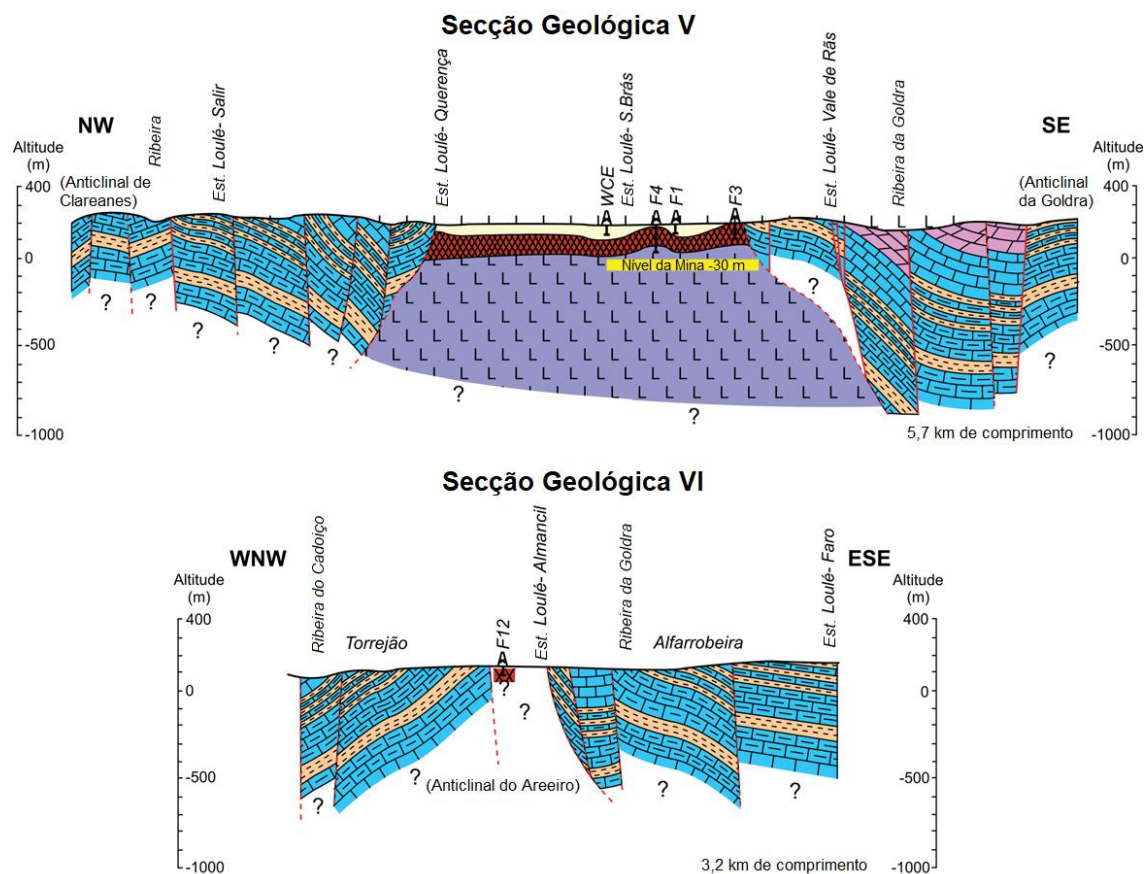 Secção Geológica V
NW
SE
Altitude
(m)
(Anticlinal de
Clareanes)
Ribeira
Est. Loulé- Salir
Est. Loulé- Querença
WCE
Est. Loulé- S.Brás
F4
F1
F3
Est. Loulé- Vale de Rãs
Ribeira da Goldra
Altitude
(m)
(Anticlinal
da Goldra)
400
0
-500
-1000
400
0
-500
-1000
Nível da Mina -30 m
? ? ? ? ? ? ? ? ?
5,7 km de comprimento
Secção Geológica VI
WNW
ESE
Altitude
(m)
Ribeira do Cadoiço
Torrejão
F12
Est. Loulé- Almancil
Ribeira da Goldra
Alfarrobeira
Est. Loulé- Faro
Altitude
(m)
400
0
-500
-1000
400
0
-500
-1000
? ? ? ? ? ?
(Anticlinal do Areeiro)
3,2 km de comprimento